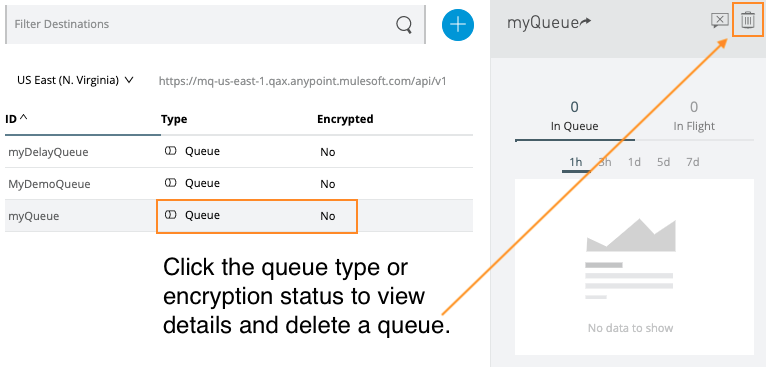 Filter Destinations
US East (N. Virginia) https://mq-us-east-1.qax.anypoint.mulesoft.com/api/v1
ID Type Encrypted
myDelayQueue Queue No
MyDemoQueue Queue No
myQueue Queue No
Click the queue type or
encryption status to view
details and delete a queue.
myQueue
0 0
In Queue In Flight
1h 3h 1d 5d 7d
No data to show